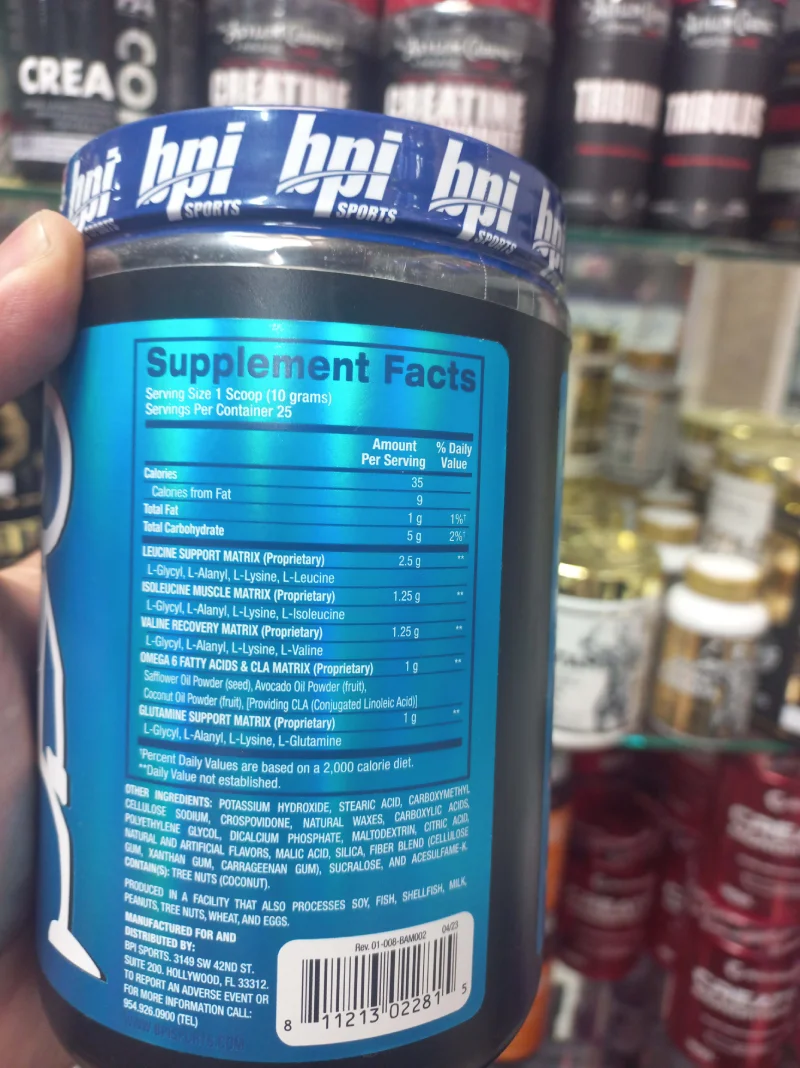 CREA
CO
CREATINE
CREATINE
TRIBULUS
TRIBULUS
bpi
SPORTS
bpi
SPORTS
bpi
SPORTS
Supplement Facts
Serving Size 1 Scoop (10 grams)
Servings Per Container 25
Amount Per Serving % Daily Value
Calories 35
Calories from Fat 9
Total Fat 1 g 1%†
Total Carbohydrate 5 g 2%†
LEUCINE SUPPORT MATRIX (Proprietary) 2.5 g **
L-Glycyl, L-Alanyl, L-Lysine, L-Leucine
ISOLEUCINE MUSCLE MATRIX (Proprietary) 1.25 g **
L-Glycyl, L-Alanyl, L-Lysine, L-Isoleucine
VALINE RECOVERY MATRIX (Proprietary) 1.25 g **
L-Glycyl, L-Alanyl, L-Lysine, L-Valine
OMEGA 6 FATTY ACIDS & CLA MATRIX (Proprietary) 1 g **
Safflower Oil Powder (seed), Avocado Oil Powder (fruit),
Coconut Oil Powder (fruit), [Providing CLA (Conjugated Linoleic Acid)]
GLUTAMINE SUPPORT MATRIX (Proprietary) 1 g **
L-Glycyl, L-Alanyl, L-Lysine, L-Glutamine
†Percent Daily Values are based on a 2,000 calorie diet.
**Daily Value not established.
OTHER INGREDIENTS: POTASSIUM HYDROXIDE, STEARIC ACID, CARBOXYMETHYL
CELLULOSE SODIUM, CROSPOVIDONE, NATURAL WAXES, CARBOXYLIC ACIDS,
POLYETHYLENE GLYCOL, DICALCIUM PHOSPHATE, MALTODEXTRIN, CITRIC ACID,
NATURAL AND ARTIFICIAL FLAVORS, MALIC ACID, SILICA, FIBER BLEND (CELLULOSE
GUM, XANTHAN GUM, CARRAGEENAN GUM), SUCRALOSE, AND ACESULFAME-K.
CONTAIN(S): TREE NUTS (COCONUT).
PRODUCED IN A FACILITY THAT ALSO PROCESSES SOY, FISH, SHELLFISH, MILK,
PEANUTS, TREE NUTS, WHEAT, AND EGGS.
MANUFACTURED FOR AND
DISTRIBUTED BY:
BPI SPORTS. 3149 SW 42ND ST.
SUITE 200. HOLLYWOOD, FL 33312.
TO REPORT AN ADVERSE EVENT OR
FOR MORE INFORMATION CALL:
954.926.0900 (TEL)
Rev. 01-008-BAM002 04/23
8 11213 02281 5